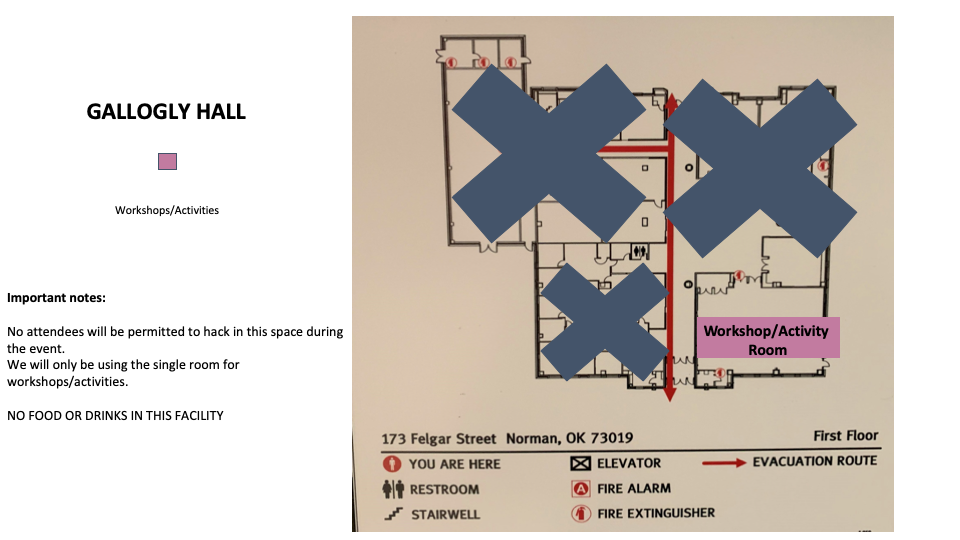 GALLOGLY HALL
Workshops/Activities
Important notes:
No attendees will be permitted to hack in this space during
the event.
We will only be using the single room for
workshops/activities.
NO FOOD OR DRINKS IN THIS FACILITY
Workshop/Activity
Room
173 Felgar Street Norman, OK 73019
First Floor
YOU ARE HERE
ELEVATOR
EVACUATION ROUTE
RESTROOM
A FIRE ALARM
STAIRWELL
FIRE EXTINGUISHER